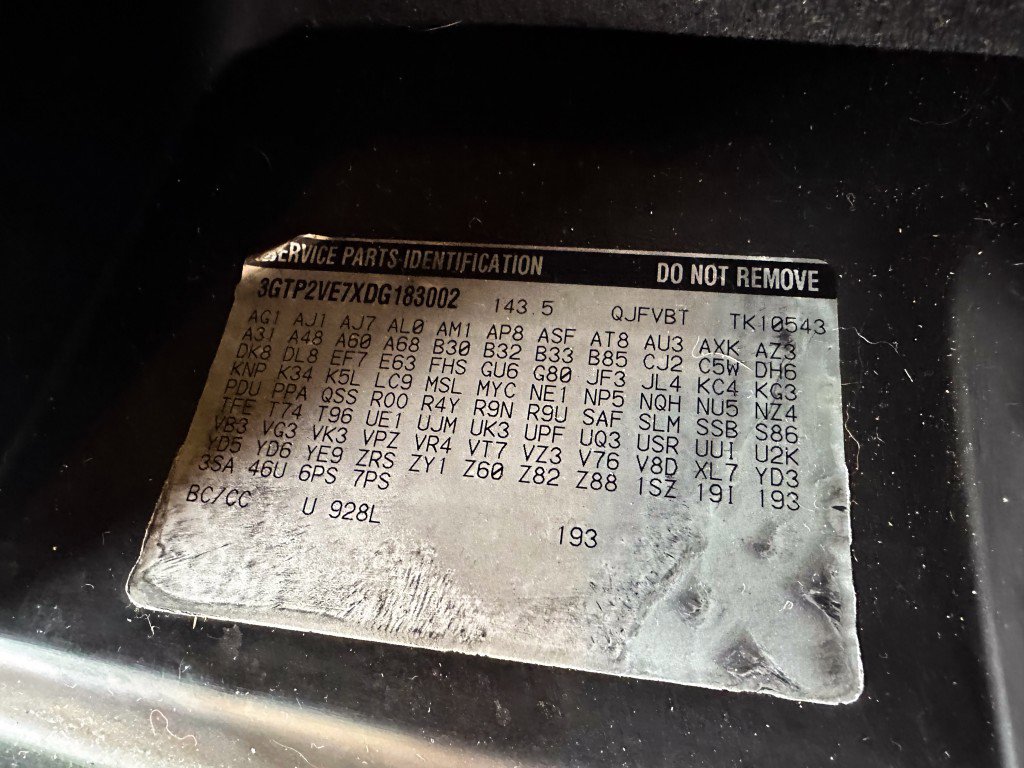 SERVICE PARTS IDENTIFICATION DO NOT REMOVE
3GTP2VE7XDG183002 143.5 QJFVBT TK10543
AG1 AJ1 AJ7 AL0 AM1 AP8 ASF AT8 AU3 AXK AZ3
A31 A48 A60 A68 B30 B32 B33 B85 CJ2 C5W DH6
DK8 DL8 EF7 E63 FHS GU6 G80 JF3 JL4 KC4 KG3
KNP K34 K5L LC9 MSL MYC NE1 NP5 NQH NU5 NZ4
PDU PPA QSS R00 R4Y R9N R9U SAF SLM SSB S86
TFE T74 T96 UE1 UJM UK3 UPF UQ3 USR UU1 U2K
VB3 VG3 VK3 VPZ VR4 VT7 VZ3 V76 V8D XL7 YD3
YD5 YD6 YE9 ZRS ZY1 Z60 Z82 Z88 1SZ 19I 193
3SA 46U 6PS 7PS
BC/CC U 928L 193